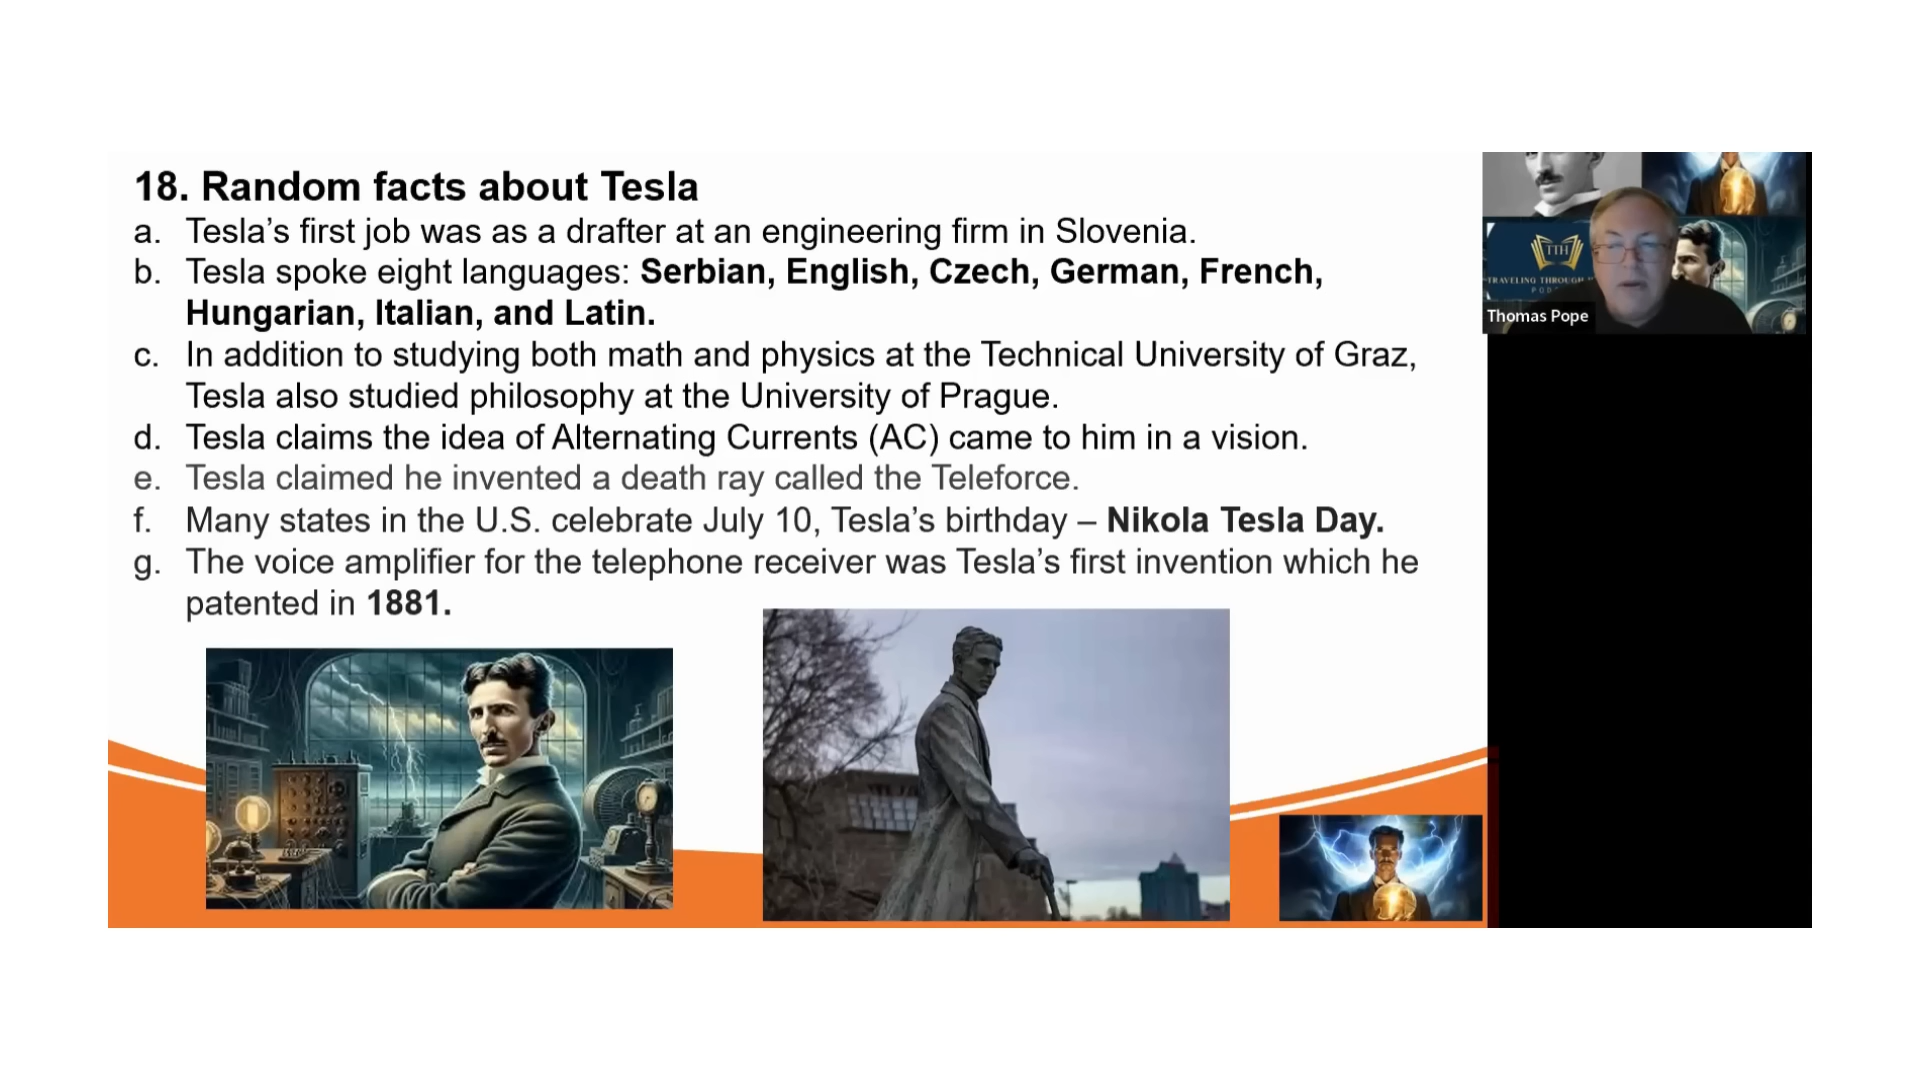 18. Random facts about Tesla
a. Tesla’s first job was as a drafter at an engineering firm in Slovenia.
b. Tesla spoke eight languages: Serbian, English, Czech, German, French,
Hungarian, Italian, and Latin.
c. In addition to studying both math and physics at the Technical University of Graz,
Tesla also studied philosophy at the University of Prague.
d. Tesla claims the idea of Alternating Currents (AC) came to him in a vision.
e. Tesla claimed he invented a death ray called the Teleforce.
f. Many states in the U.S. celebrate July 10, Tesla’s birthday – Nikola Tesla Day.
g. The voice amplifier for the telephone receiver was Tesla’s first invention which he
patented in 1881.
TTH
TRAVELING THROUGH
Thomas Pope